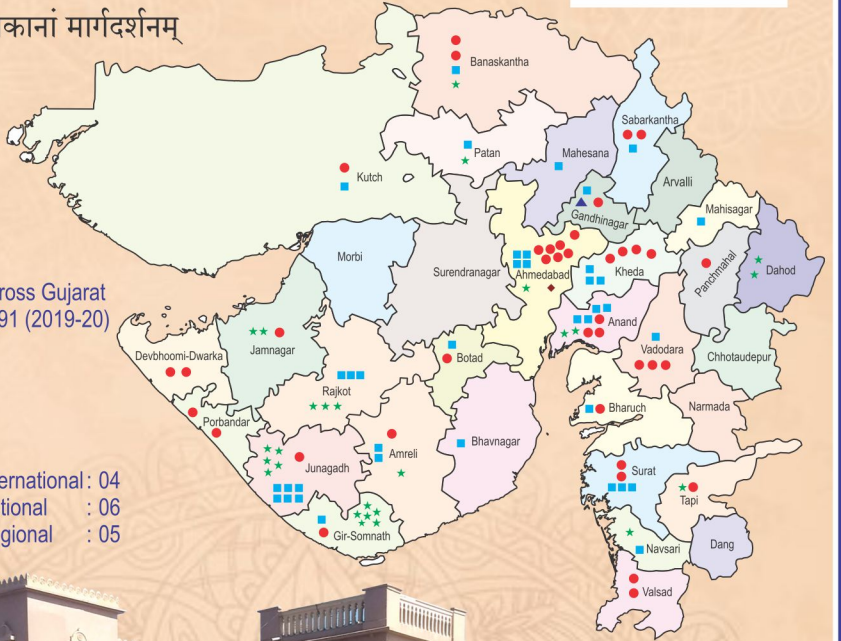 मार्गदर्शनम्
Banaskantha
Sabarkantha
Patan
Mahesana
Kutch
Arvalli
Gandhinagar
Mahisagar
Morbi
Surendranagar
Ahmedabad
Kheda
Panchmahal
Dahod
ross Gujarat
91 (2019-20)
Anand
Devbhoomi-Dwarka
Jamnagar
Botad
Vadodara
Chhotaudepur
Rajkot
Bharuch
Narmada
Porbandar
Amreli
Bhavnagar
Junagadh
Surat
Tapi
ernational : 04
tional : 06
gional : 05
Gir-Somnath
Navsari
Dang
Valsad